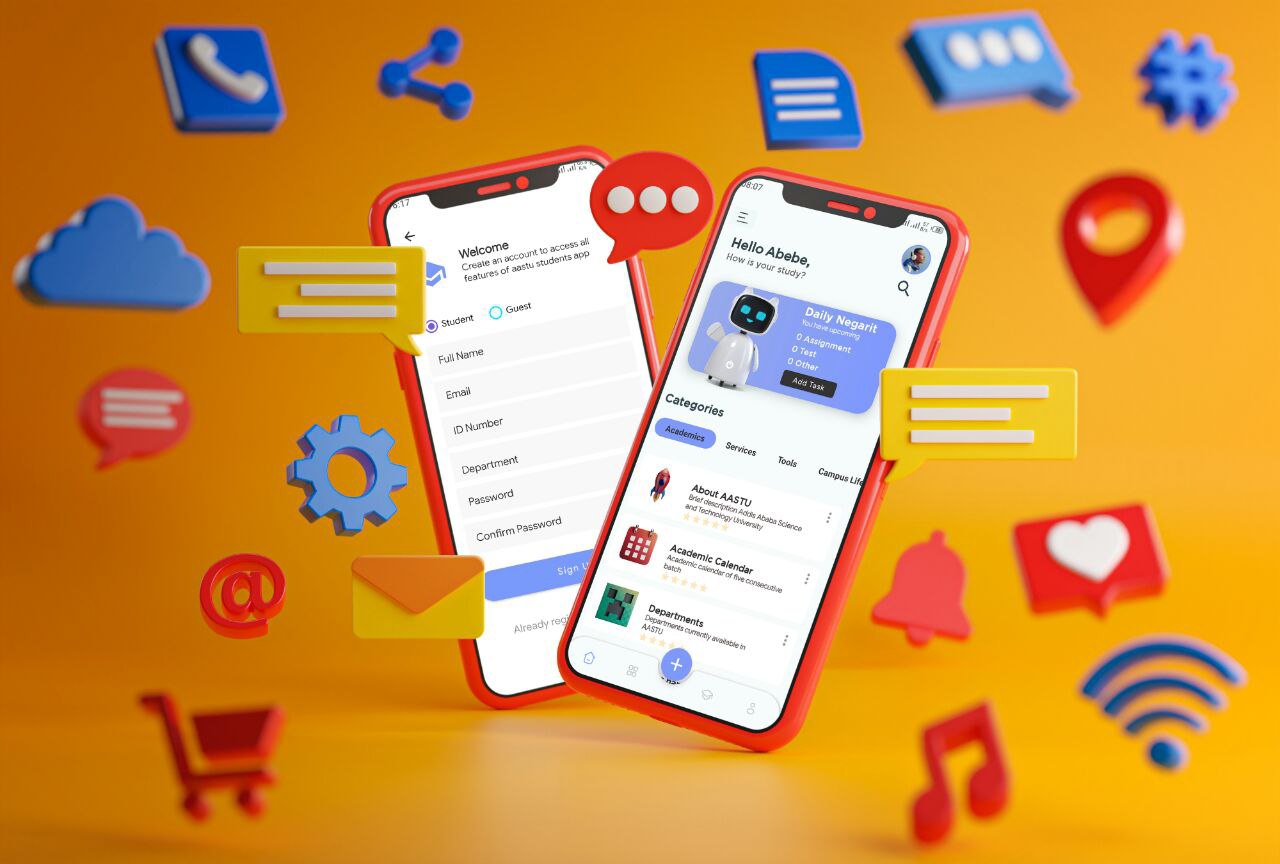 Welcome
Create an account to access all
features of aastu students app
Student
Guest
Full Name
Email
ID Number
Department
Password
Confirm Password
Sign
Already
08:07
Hello Abebe,
How is your study?
Daily Negarit
You have upcoming
0 Assignment
0 Test
0 Other
Add Task
Categories
Academics
Services
Tools
Campus Life
About AASTU
Brief description Addis Ababa Science
and Technology University
Academic Calendar
Academic calendar of five consecutive
batch
Departments
Departments currently available in
AASTU
@
#